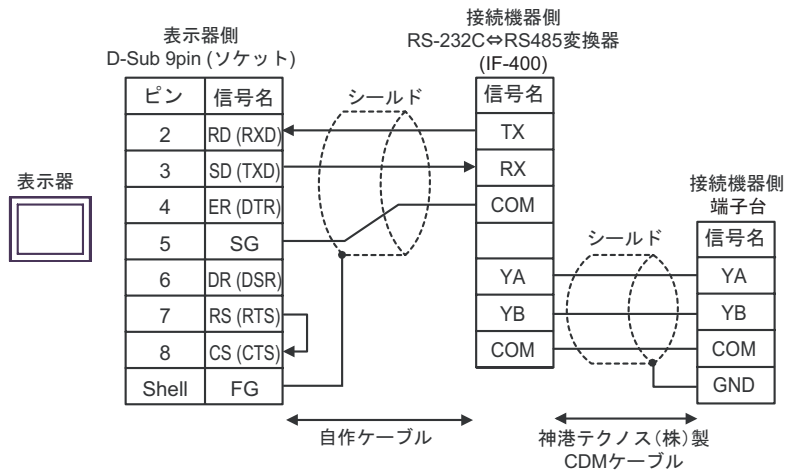 表示器側
D-Sub 9pin (ソケット)
接続機器側
RS-232C⇔RS485変換器
(IF-400)
ピン 信号名
シールド
信号名
2 RD (RXD) TX
3 SD (TXD) RX
4 ER (DTR) COM
5 SG
6 DR (DSR) YA
7 RS (RTS) YB
8 CS (CTS) COM
Shell FG
表示器
接続機器側
端子台
シールド
信号名
YA
YB
COM
GND
自作ケーブル
神港テクノス(株)製
CDMケーブル